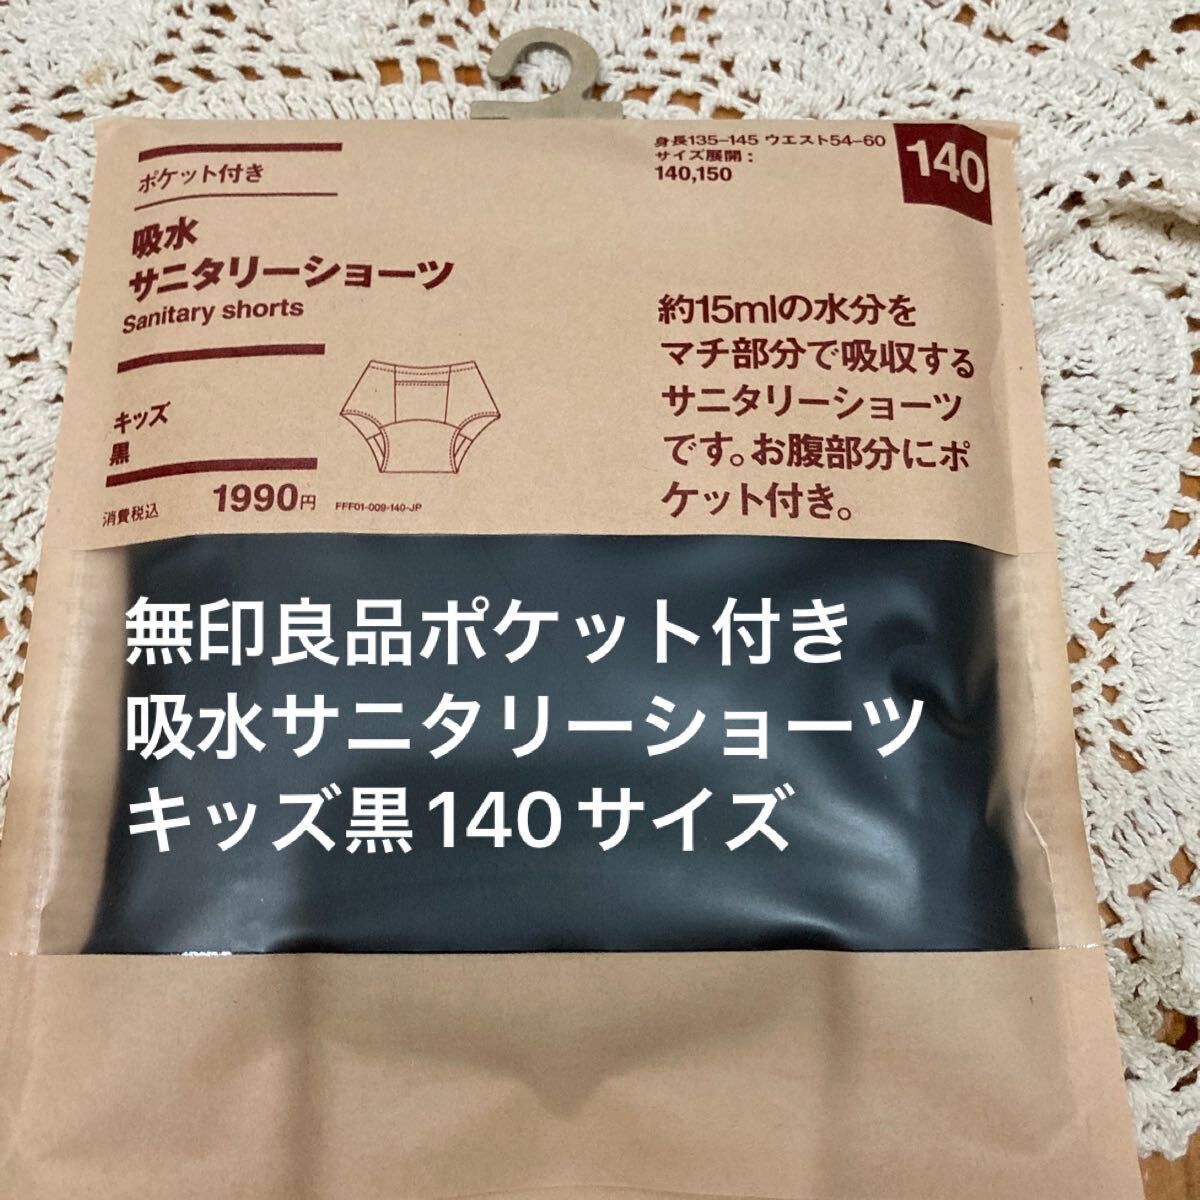 ポケット付き
吸水
サニタリーショーツ
Sanitary shorts
キッズ
黒
消費税込 1990円
FFF01-009-140-JP
身長135-145 ウエスト54-60
サイズ展開：
140,150
140
約15mlの水分を
マチ部分で吸収する
サニタリーショーツ
です。お腹部分にポ
ケット付き。
無印良品ポケット付き
吸水サニタリーショーツ
キッズ黒140サイズ